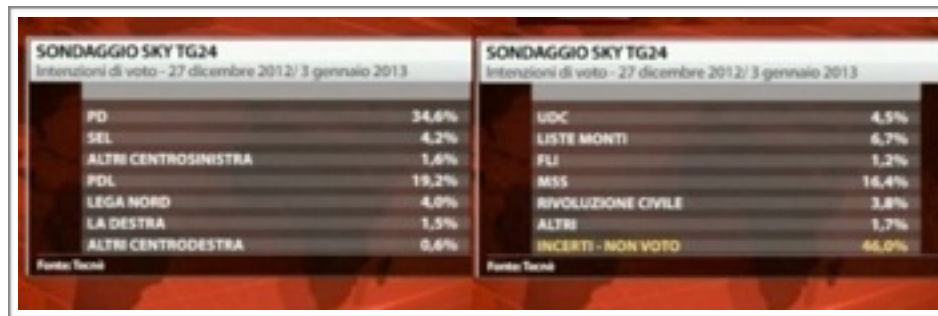 SONDAGGIO SKY TG24
Intenzioni di voto - 27 dicembre 2012/ 3 gennaio 2013
PD 34,6%
SEL 4,2%
ALTRI CENTROSINISTRA 1,6%
PDL 19,2%
LEGA NORD 4,0%
LA DESTRA 1,5%
ALTRI CENTRODESTRA 0,6%
Fonte: Tecnè
SONDAGGIO SKY TG24
Intenzioni di voto - 27 dicembre 2012/ 3 gennaio 2013
UDC 4,5%
LISTE MONTI 6,7%
FLI 1,2%
M5S 16,4%
RIVOLUZIONE CIVILE 3,8%
ALTRI 1,7%
INCERTI - NON VOTO 46,0%
Fonte: Tecnè